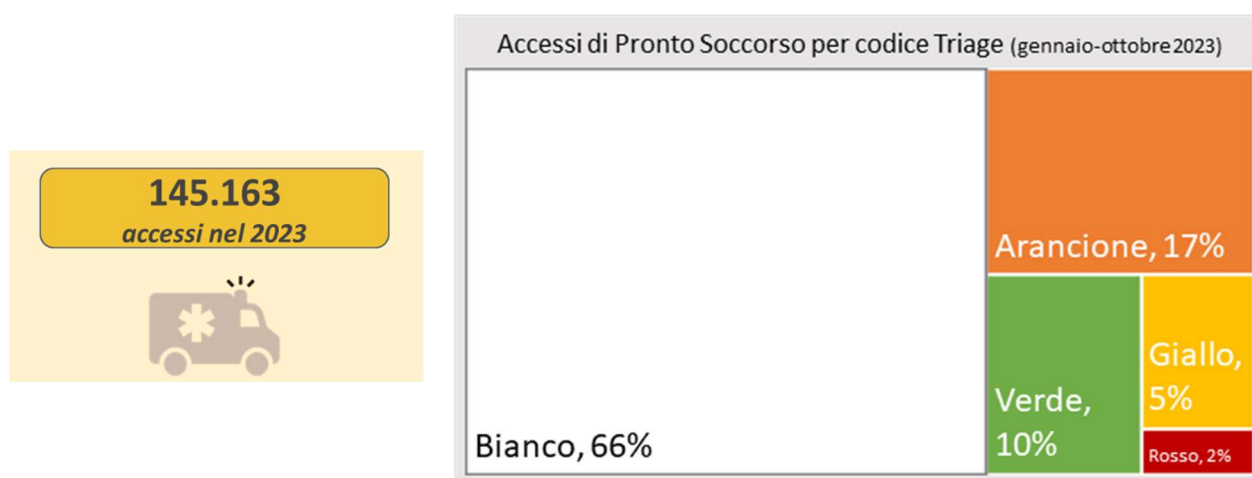 145.163
accessi nel 2023
Accessi di Pronto Soccorso per codice Triage (gennaio-ottobre 2023)
Bianco, 66%
Arancione, 17%
Verde,
10%
Giallo,
5%
Rosso, 2%